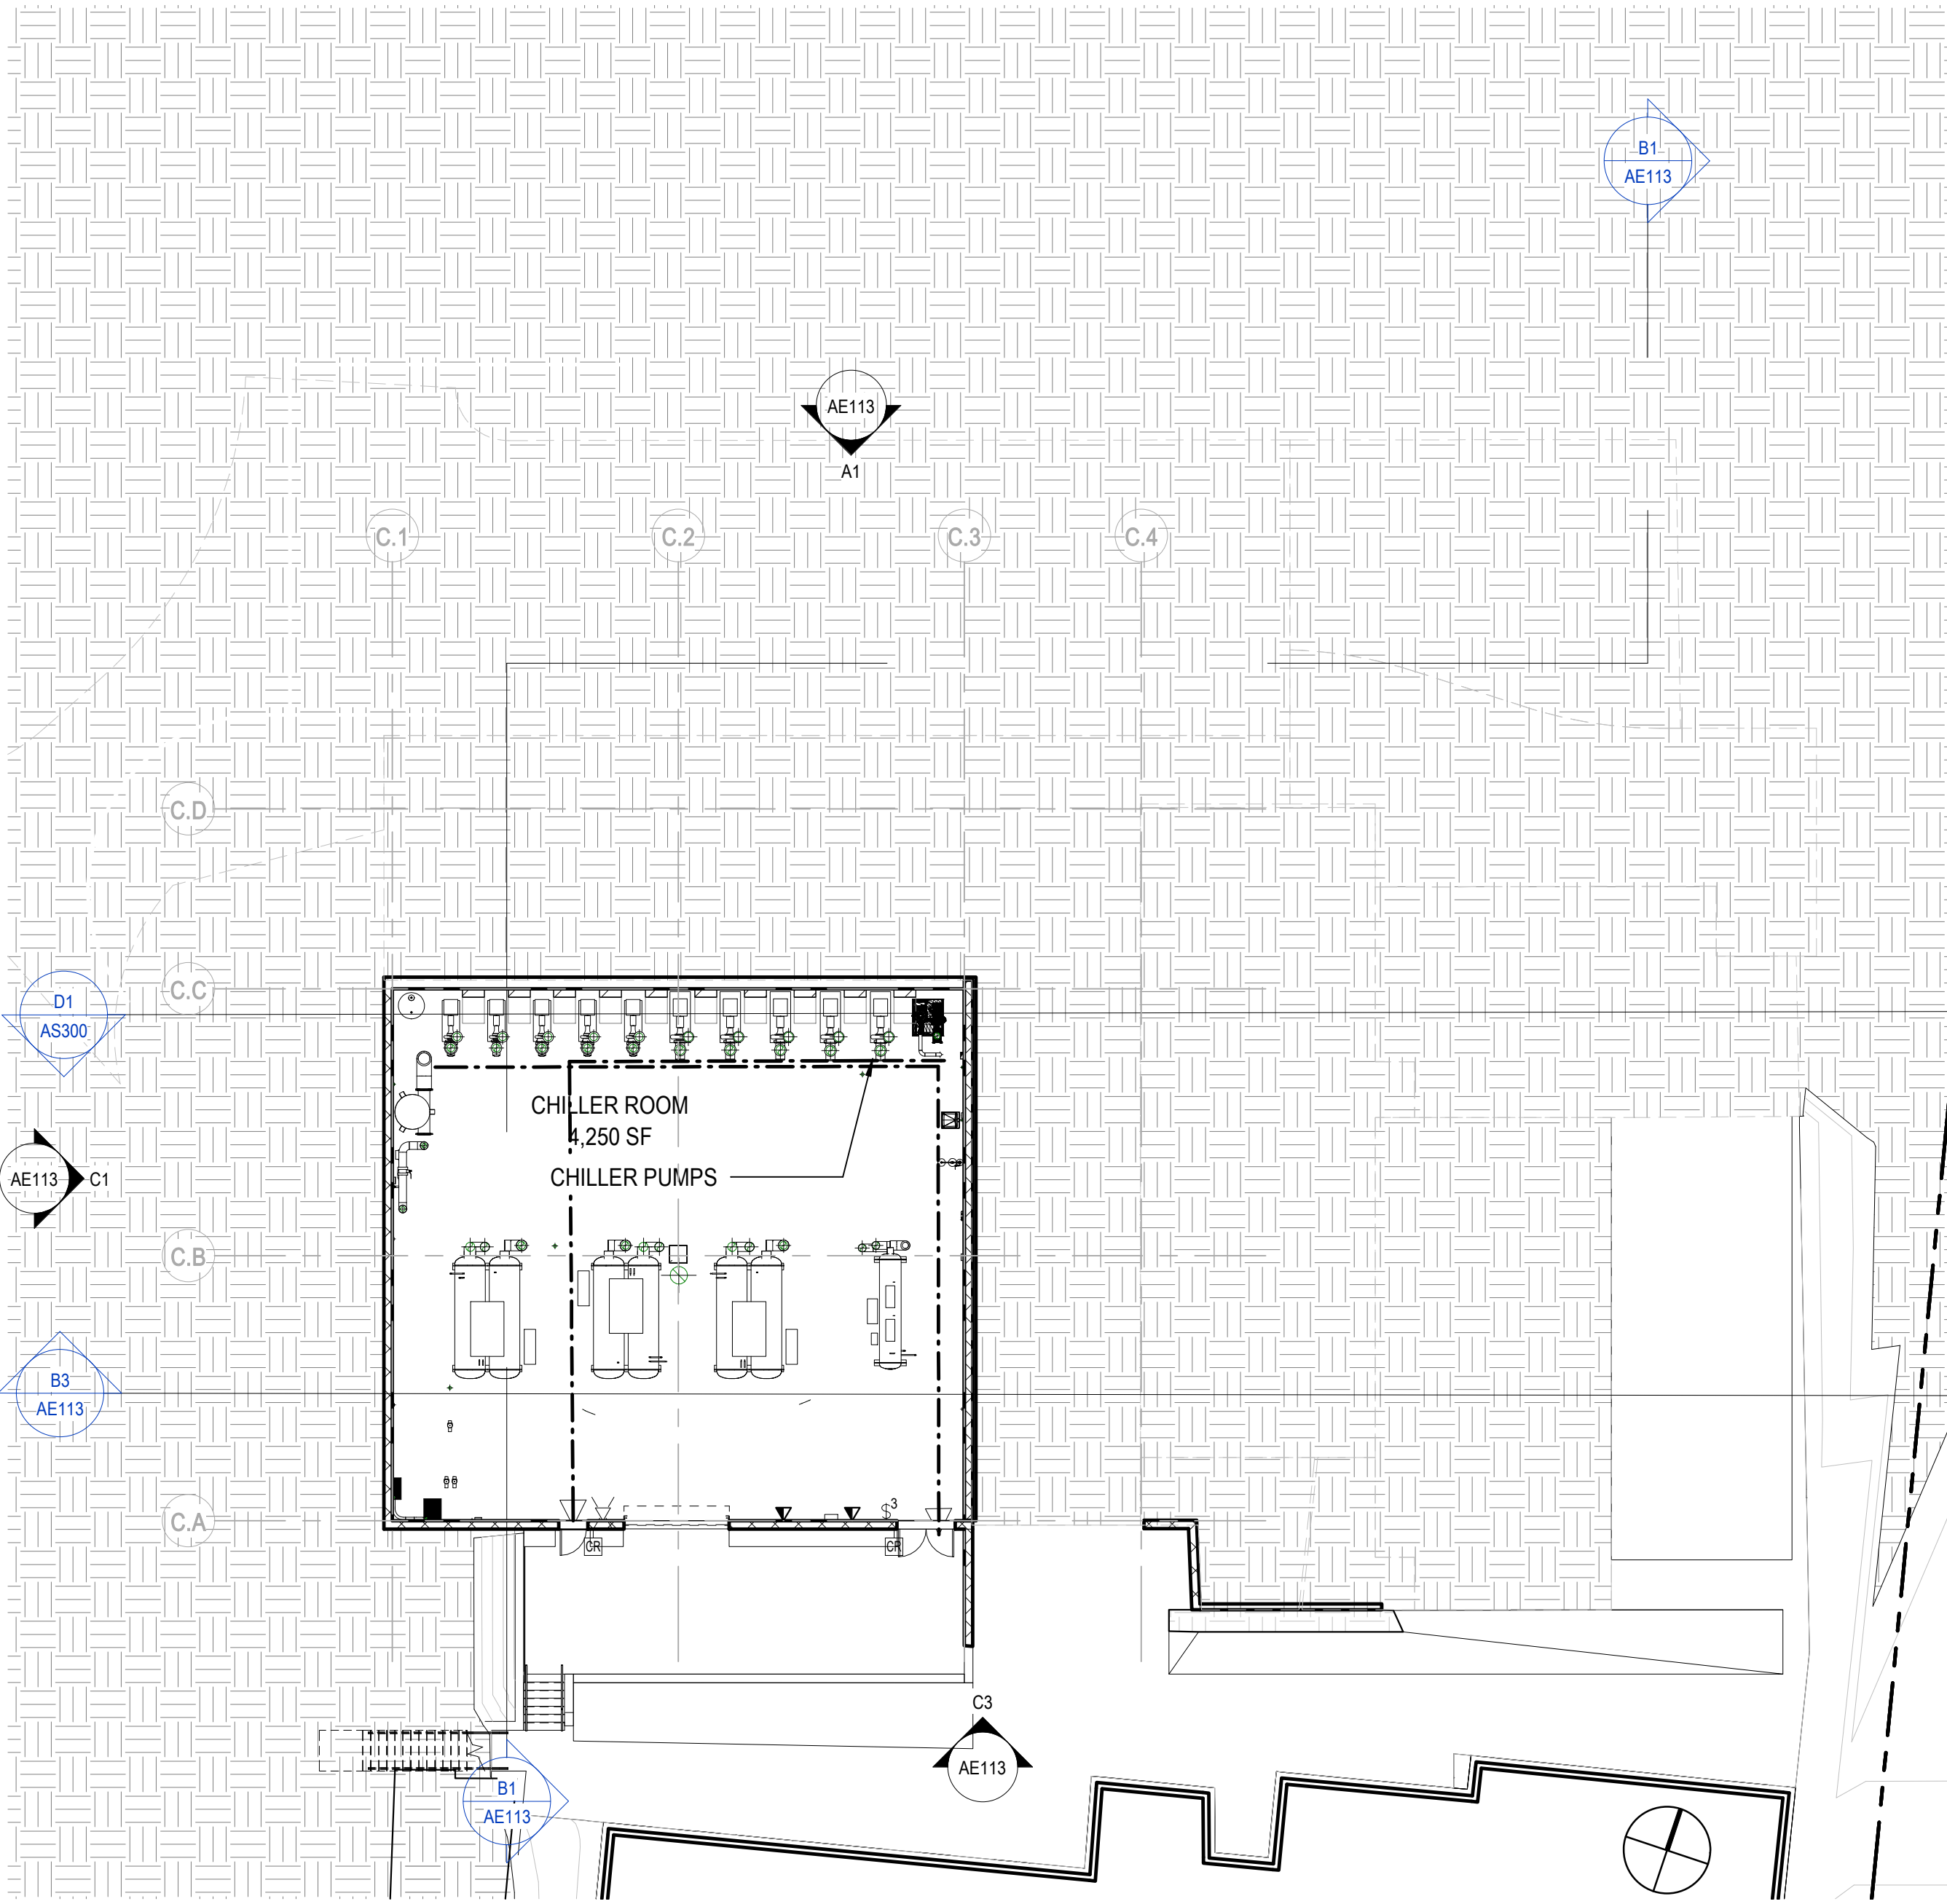 B1
AE113
AE113
A1
C.1
C.2
C.3
C.4
C.D
C.C
D1
AS300
CHILLER ROOM
4,250 SF
CHILLER PUMPS
AE113
C1
C.B
B3
AE113
3
C.A
CR
CR
C3
AE113
B1
AE113